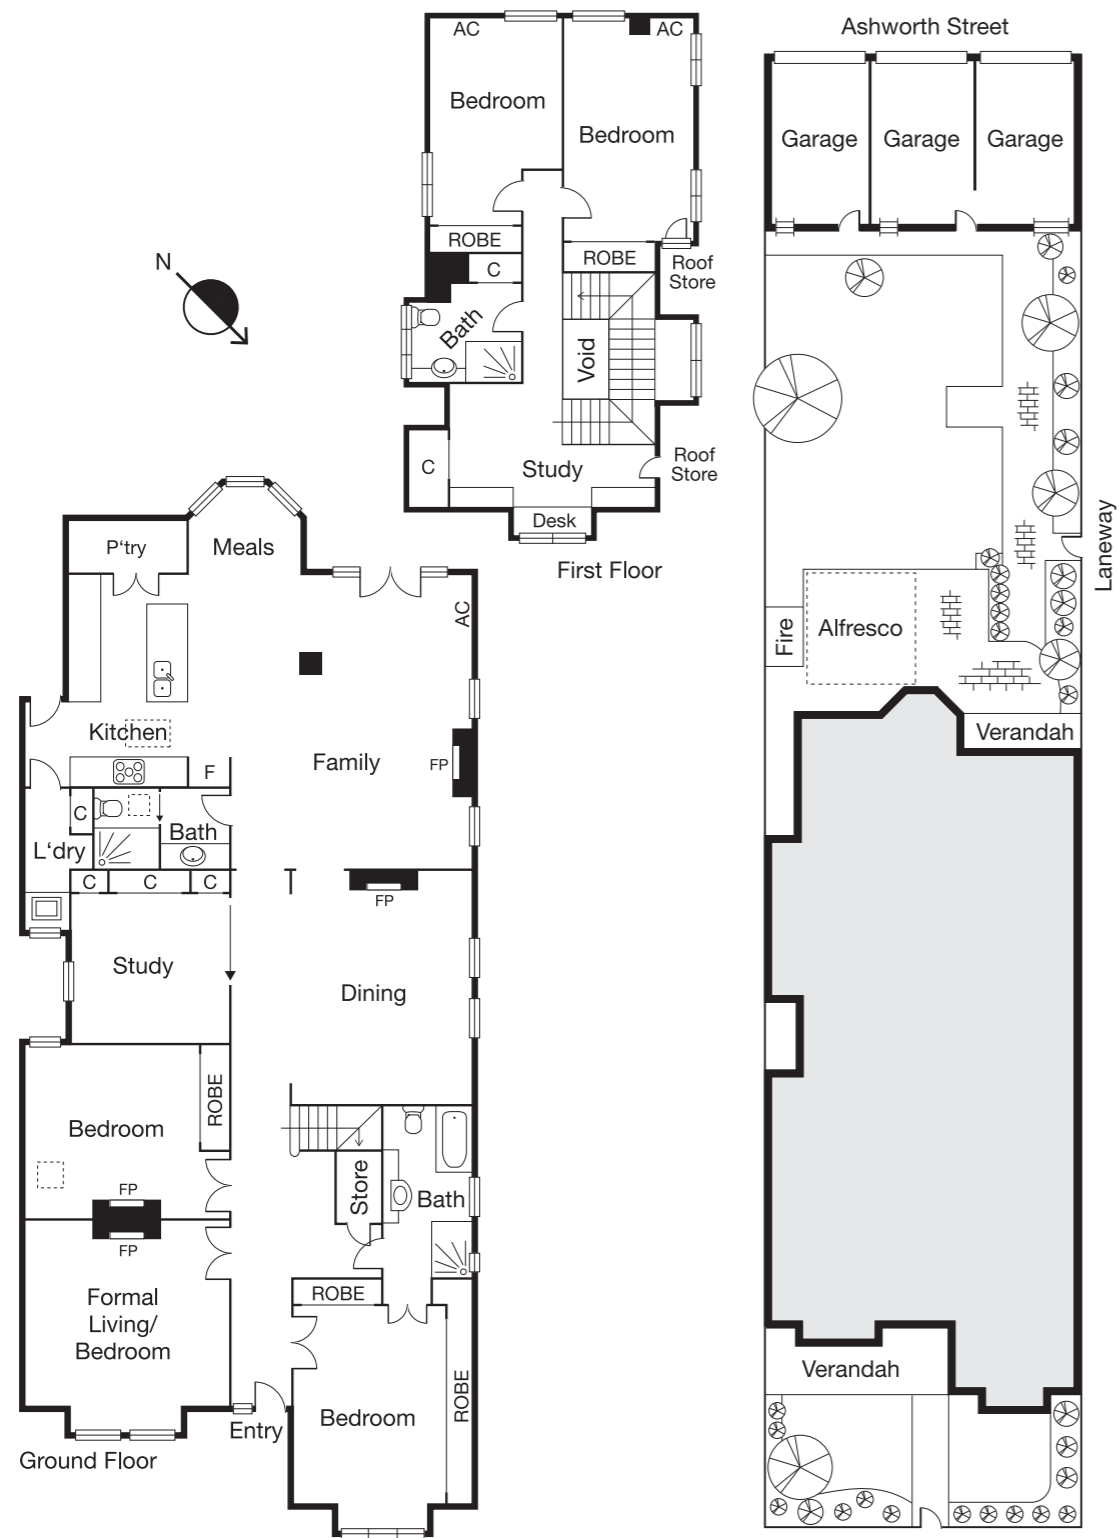 AC
AC
Bedroom
Bedroom
ROBE
C
ROBE
Roof
Store
Bath
Void
C
Study
Roof
Store
Desk
First Floor
N
P'try
Meals
AC
Kitchen
F
Family
FP
C
Bath
L'dry
C
C
C
FP
Study
Dining
Bedroom
ROBE
FP
FP
Store
Bath
Formal
Living/
Bedroom
ROBE
Bedroom
ROBE
Entry
Ground Floor
Ashworth Street
Garage
Garage
Garage
Laneway
Fire
Alfresco
Verandah
Verandah